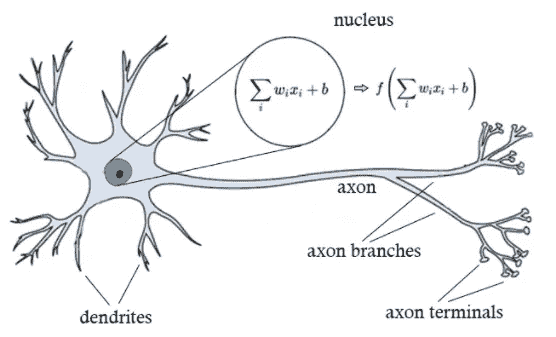 nucleus
∑ᵢ wᵢxᵢ + b ⇨ f(∑ᵢ wᵢxᵢ + b)
axon
axon branches
axon terminals
dendrites